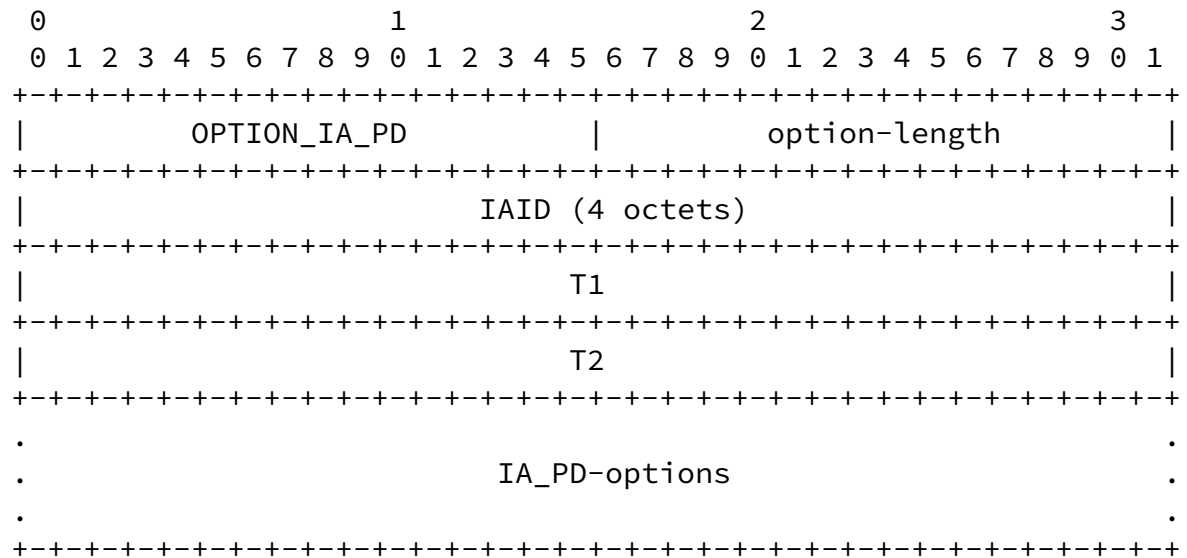 0                   1                   2                   3
 0 1 2 3 4 5 6 7 8 9 0 1 2 3 4 5 6 7 8 9 0 1 2 3 4 5 6 7 8 9 0 1
+-+-+-+-+-+-+-+-+-+-+-+-+-+-+-+-+-+-+-+-+-+-+-+-+-+-+-+-+-+-+-+-+
|         OPTION_IA_PD          |         option-length         |
+-+-+-+-+-+-+-+-+-+-+-+-+-+-+-+-+-+-+-+-+-+-+-+-+-+-+-+-+-+-+-+-+
|                         IAID (4 octets)                       |
+-+-+-+-+-+-+-+-+-+-+-+-+-+-+-+-+-+-+-+-+-+-+-+-+-+-+-+-+-+-+-+-+
|                              T1                               |
+-+-+-+-+-+-+-+-+-+-+-+-+-+-+-+-+-+-+-+-+-+-+-+-+-+-+-+-+-+-+-+-+
|                              T2                               |
+-+-+-+-+-+-+-+-+-+-+-+-+-+-+-+-+-+-+-+-+-+-+-+-+-+-+-+-+-+-+-+-+
.                                                               .
.                          IA_PD-options                        .
.                                                               .
+-+-+-+-+-+-+-+-+-+-+-+-+-+-+-+-+-+-+-+-+-+-+-+-+-+-+-+-+-+-+-+-+